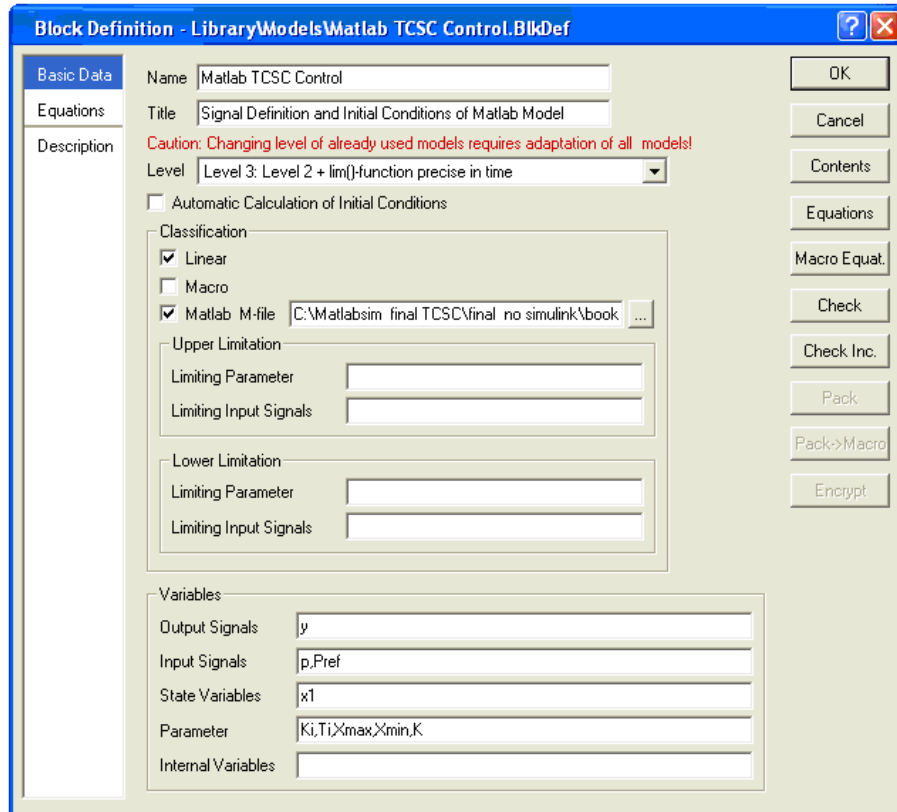 Block Definition - Library\Models\Matlab TCSC Control.BlkDef
?
X
Basic Data
Equations
Description
Name Matlab TCSC Control
Title Signal Definition and Initial Conditions of Matlab Model
Caution: Changing level of already used models requires adaptation of all models!
Level Level 3: Level 2 + lim()-function precise in time
Automatic Calculation of Initial Conditions
Classification
Linear
Macro
Matlab M-file C:\Matlabsim final TCSC\final no simulink\book ...
Upper Limitation
Limiting Parameter
Limiting Input Signals
Lower Limitation
Limiting Parameter
Limiting Input Signals
Variables
Output Signals y
Input Signals p,Pref
State Variables x1
Parameter Ki,Ti,Xmax,Xmin,K
Internal Variables
OK
Cancel
Contents
Equations
Macro Equat.
Check
Check Inc.
Pack
Pack->Macro
Encrypt